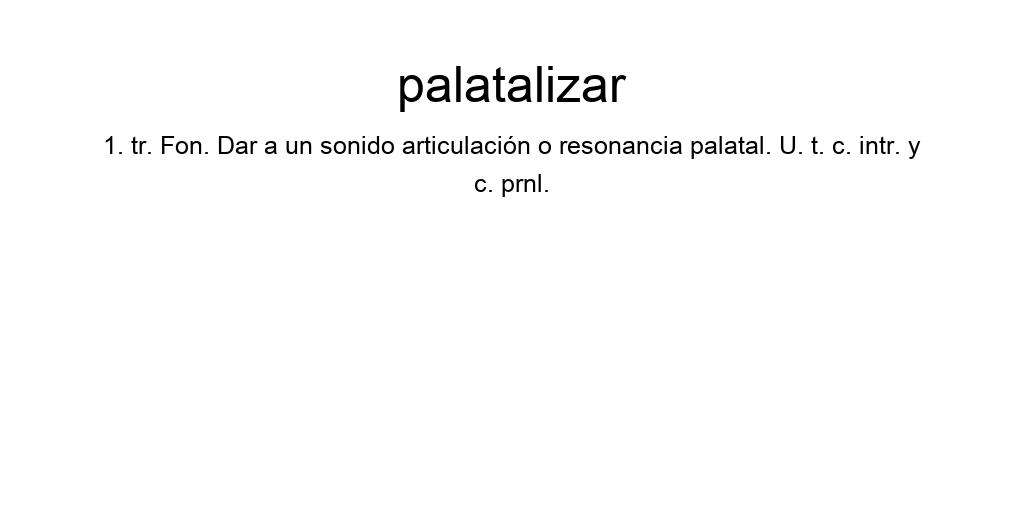 palatalizar
1. tr. Fon. Dar a un sonido articulación o resonancia palatal. U. t. c. intr. y
c. prnl.